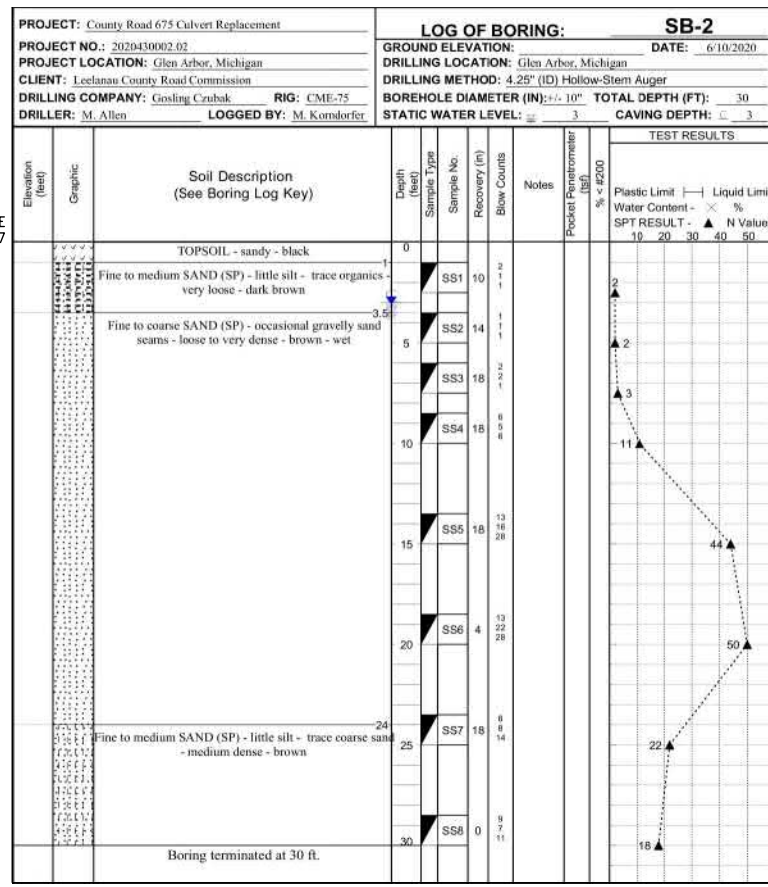 PROJECT: County Road 675 Culvert Replacement
LOG OF BORING: SB-2
PROJECT NO.: 2020430002.02
GROUND ELEVATION: DATE: 6/10/2020
PROJECT LOCATION: Glen Arbor, Michigan
DRILLING LOCATION: Glen Arbor, Michigan
CLIENT: Leelanau County Road Commission
DRILLING METHOD: 4.25" (ID) Hollow-Stem Auger
DRILLING COMPANY: Gosling Czubak RIG: CME-75
BOREHOLE DIAMETER (IN):+/- 10" TOTAL DEPTH (FT): 30
DRILLER: M. Allen LOGGED BY: M. Korndorfer
STATIC WATER LEVEL: 3 CAVING DEPTH: 3
Elevation (feet)
Graphic
Soil Description
(See Boring Log Key)
Depth (feet)
Sample Type
Sample No.
Recovery (in)
Blow Counts
Notes
Pocket Penetrometer (tsf)
% < #200
TEST RESULTS
Plastic Limit Liquid Limi
Water Content - × %
SPT RESULT - ▲ N Value
10 20 30 40 50
E
7
TOPSOIL - sandy - black
0
1
Fine to medium SAND (SP) - little silt - trace organics -
very loose - dark brown
SS1 10 2 1 1
2
3.5
Fine to coarse SAND (SP) - occasional gravelly sand
seams - loose to very dense - brown - wet
SS2 14 1 1 1
5
2
SS3 18 2 2 1
3
SS4 18 6 5 6
10
11
SS5 18 13 16 28
15
44
SS6 4 13 22 28
20
50
24
Fine to medium SAND (SP) - little silt - trace coarse sand
- medium dense - brown
SS7 18 8 8 14
25
22
SS8 0 9 7 11
30
18
Boring terminated at 30 ft.